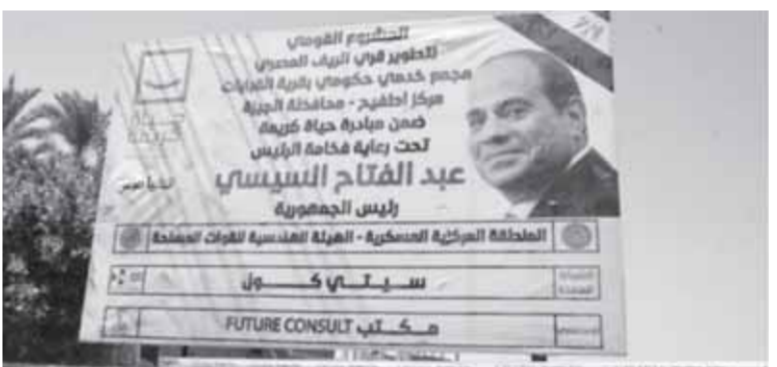 المشروع القومي
لتطوير قرى الريف المصري
مجمع خدمي حكومي بقرية
مركز اطفيح - محافظة الجيزة
ضمن مبادرة حياة كريمة
تحت رعاية فخامة الرئيس
عبد الفتاح السيسي
رئيس الجمهورية
المنطقة المركزية العسكرية - الهيئة الهندسية للقوات المسلحة
سيتي كول
مكتب FUTURE CONSULT